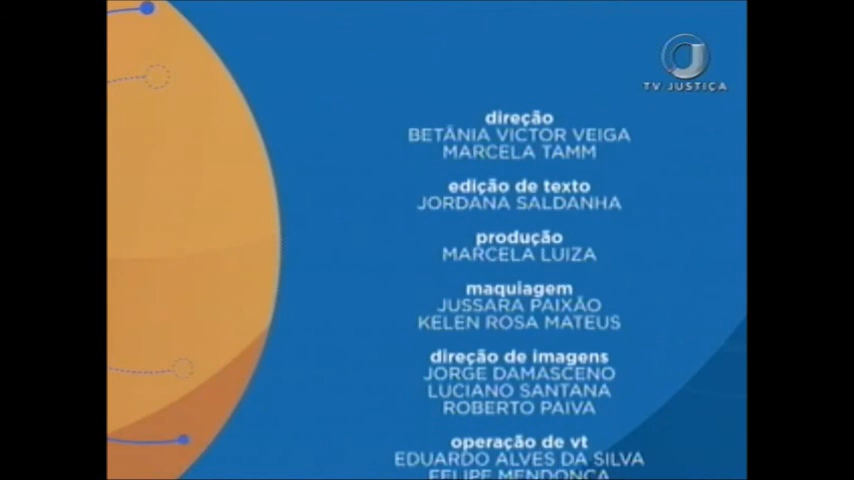 TV JUSTIÇA
direção
BETÂNIA VICTOR VEIGA
MARCELA TAMM
edição de texto
JORDANA SALDANHA
produção
MARCELA LUIZA
maquiagem
JUSSARA PAIXÃO
KELEN ROSA MATEUS
direção de imagens
JORGE DAMASCENO
LUCIANO SANTANA
ROBERTO PAIVA
operação de vt
EDUARDO ALVES DA SILVA
FELIPE MENDONÇA